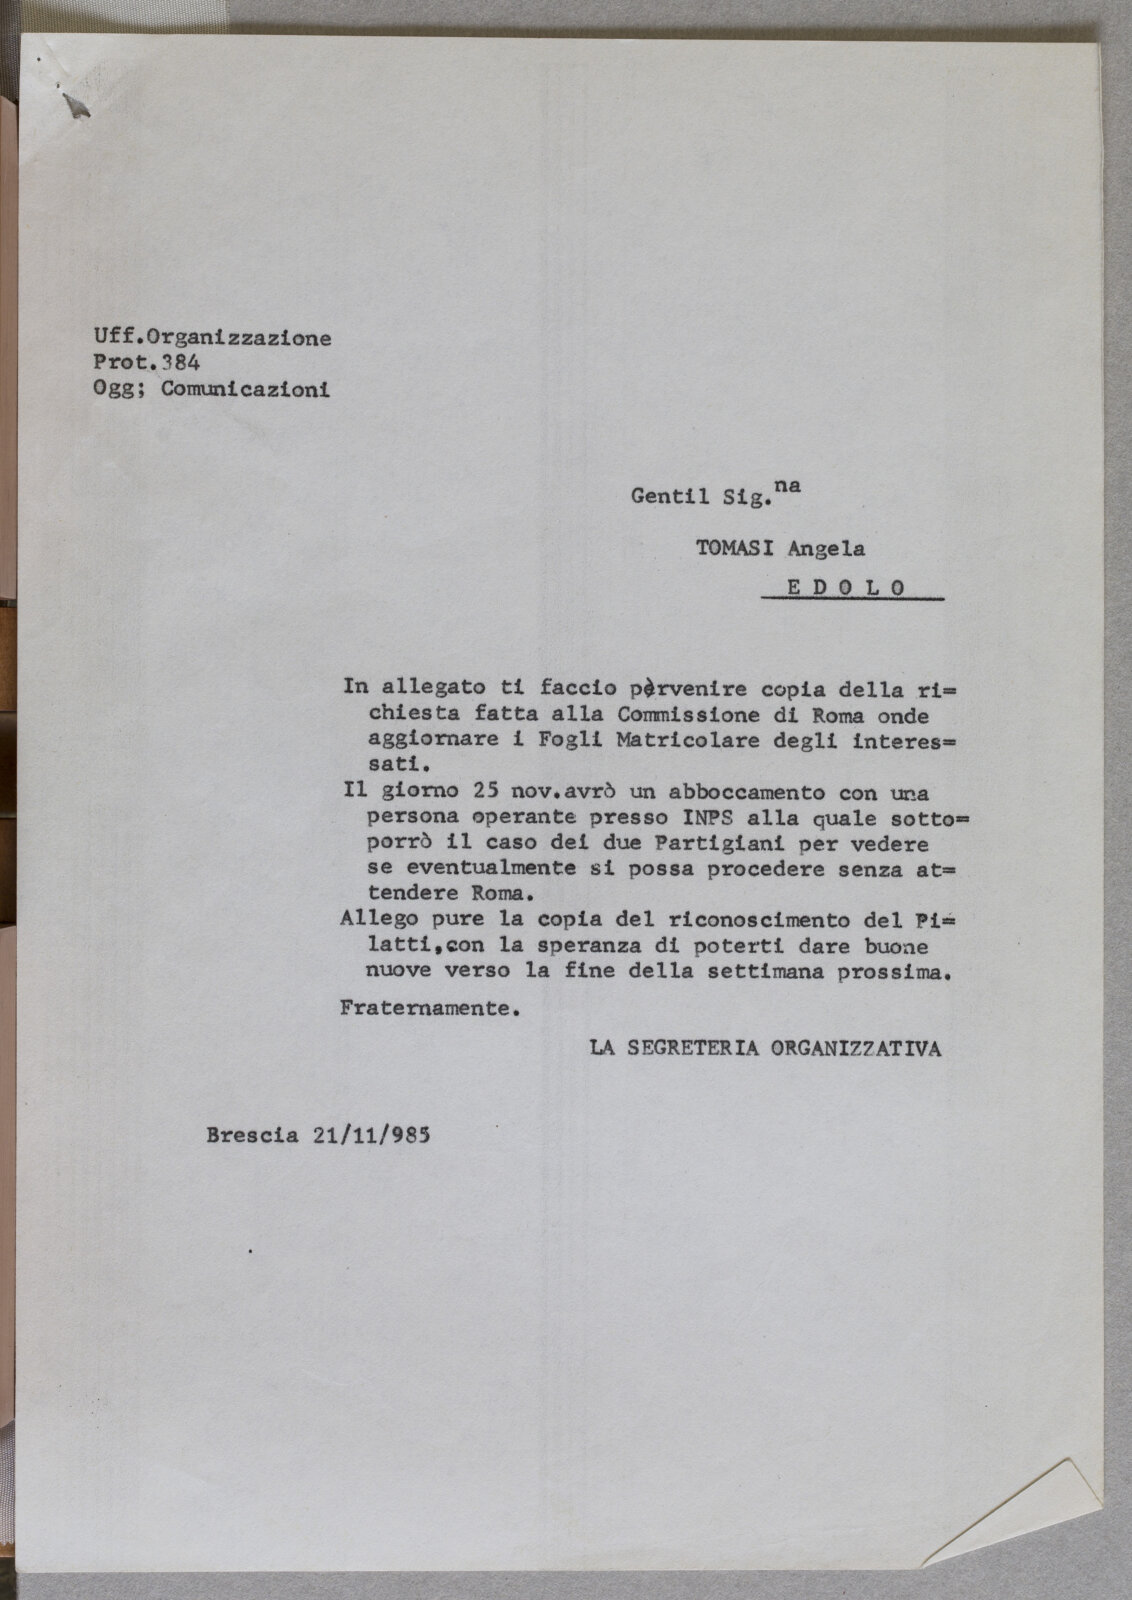 Uff.Organizzazione
Prot.384
Ogg; Comunicazioni
Gentil Sig.na
TOMASI Angela
E D O L O
In allegato ti faccio pèrvenire copia della ri=
chiesta fatta alla Commissione di Roma onde
aggiornare i Fogli Matricolare degli interes=
sati.
Il giorno 25 nov.avrò un abboccamento con una
persona operante presso INPS alla quale sotto=
porrò il caso dei due Partigiani per vedere
se eventualmente si possa procedere senza at=
tendere Roma.
Allego pure la copia del riconoscimento del Pi=
latti,con la speranza di poterti dare buone
nuove verso la fine della settimana prossima.
Fraternamente.
LA SEGRETERIA ORGANIZZATIVA
Brescia 21/11/985